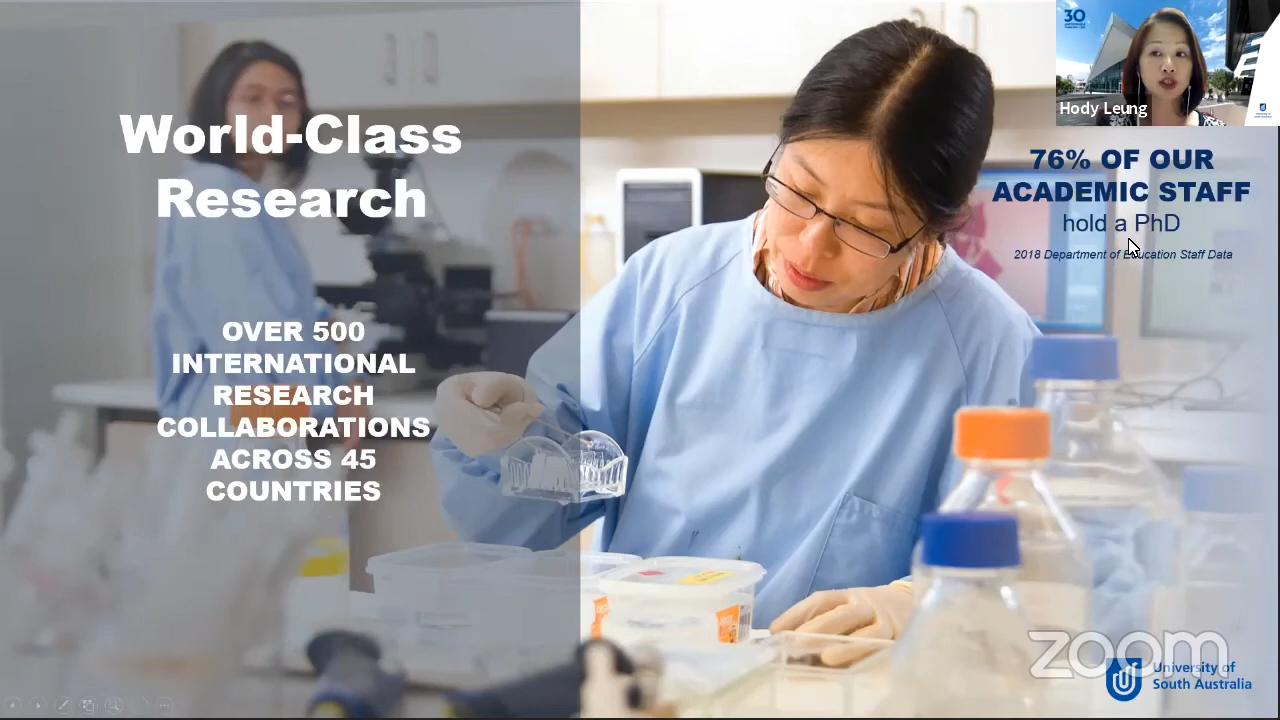 World-Class
Research
OVER 500
INTERNATIONAL
RESEARCH
COLLABORATIONS
ACROSS 45
COUNTRIES
30
Hody Leung
76% OF OUR
ACADEMIC STAFF
hold a PhD
2018 Department of Education Staff Data
zoom
University of
South Australia